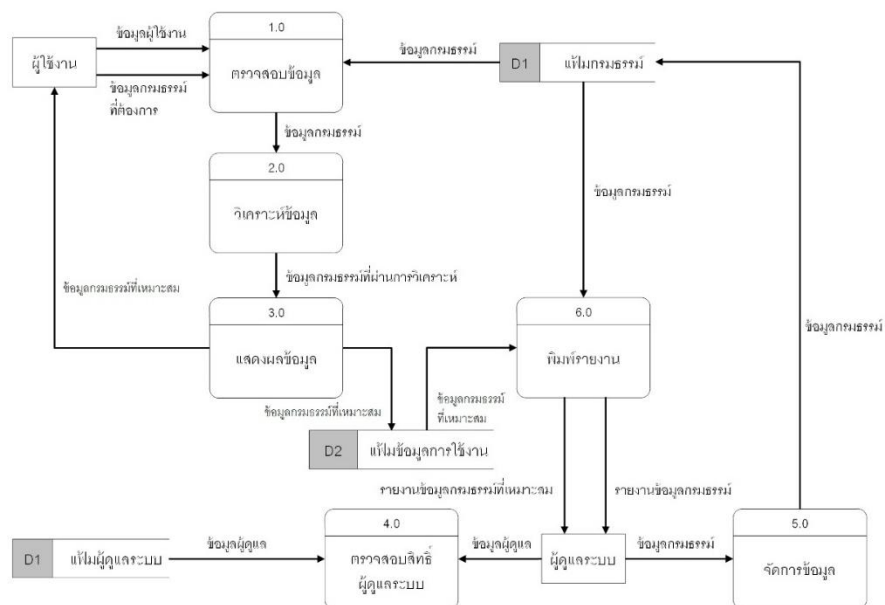 1.0
ข้อมูลผู้ใช้งาน
ข้อมูลกรมธรรม์
ผู้ใช้งาน
ตรวจสอบข้อมูล
D1
แฟ้มกรมธรรม์
ข้อมูลกรมธรรม์
ที่ต้องการ
ข้อมูลกรมธรรม์
2.0
วิเคราะห์ข้อมูล
ข้อมูลกรมธรรม์
ข้อมูลกรมธรรม์ที่ผ่านการวิเคราะห์
ข้อมูลกรมธรรม์ที่เหมาะสม
3.0
6.0
ข้อมูลกรมธรรม์
แสดงผลข้อมูล
พิมพ์รายงาน
ข้อมูลกรมธรรม์ที่เหมาะสม
ข้อมูลกรมธรรม์
ที่เหมาะสม
D2
แฟ้มข้อมูลการใช้งาน
รายงานข้อมูลกรมธรรม์ที่เหมาะสม
รายงานข้อมูลกรมธรรม์
4.0
5.0
D1
แฟ้มผู้ดูแลระบบ
ข้อมูลผู้ดูแล
ตรวจสอบสิทธิ์
ผู้ดูแลระบบ
ข้อมูลผู้ดูแล
ผู้ดูแลระบบ
ข้อมูลกรมธรรม์
จัดการข้อมูล